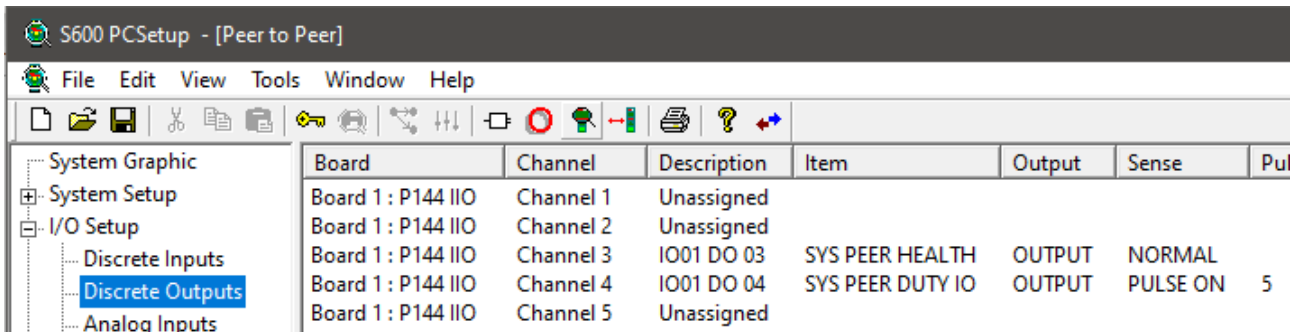 S600 PCSetup - [Peer to Peer]
File Edit View Tools Window Help
System Graphic
System Setup
I/O Setup
Discrete Inputs
Discrete Outputs
Analog Inputs
Board Channel Description Item Output Sense Pul
Board 1 : P144 IIO Channel 1 Unassigned
Board 1 : P144 IIO Channel 2 Unassigned
Board 1 : P144 IIO Channel 3 IO01 DO 03 SYS PEER HEALTH OUTPUT NORMAL
Board 1 : P144 IIO Channel 4 IO01 DO 04 SYS PEER DUTY IO OUTPUT PULSE ON 5
Board 1 : P144 IIO Channel 5 Unassigned